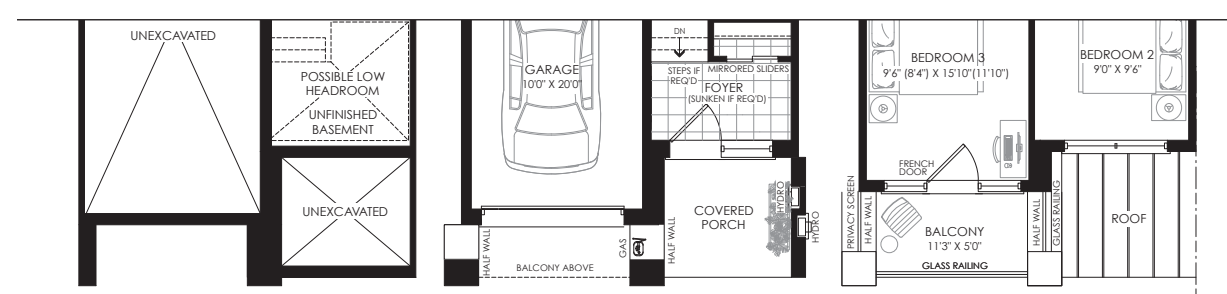 UNEXCAVATED
POSSIBLE LOW
HEADROOM
UNFINISHED
BASEMENT
UNEXCAVATED
GARAGE
10'0" X 20'0"
DN
STEPS IF
REQ'D
MIRRORED SLIDERS
FOYER
(SUNKEN IF REQ'D)
COVERED
PORCH
HYDRO
HYDRO
HALF WALL
GAS
HALF WALL
BALCONY ABOVE
BEDROOM 3
9'6" (8'4") X 15'10"(11'10")
BEDROOM 2
9'0" X 9'6"
FRENCH
DOOR
PRIVACY SCREEN
HALF WALL
BALCONY
11'3" X 5'0"
GLASS RAILING
HALF WALL
GLASS RAILING
ROOF